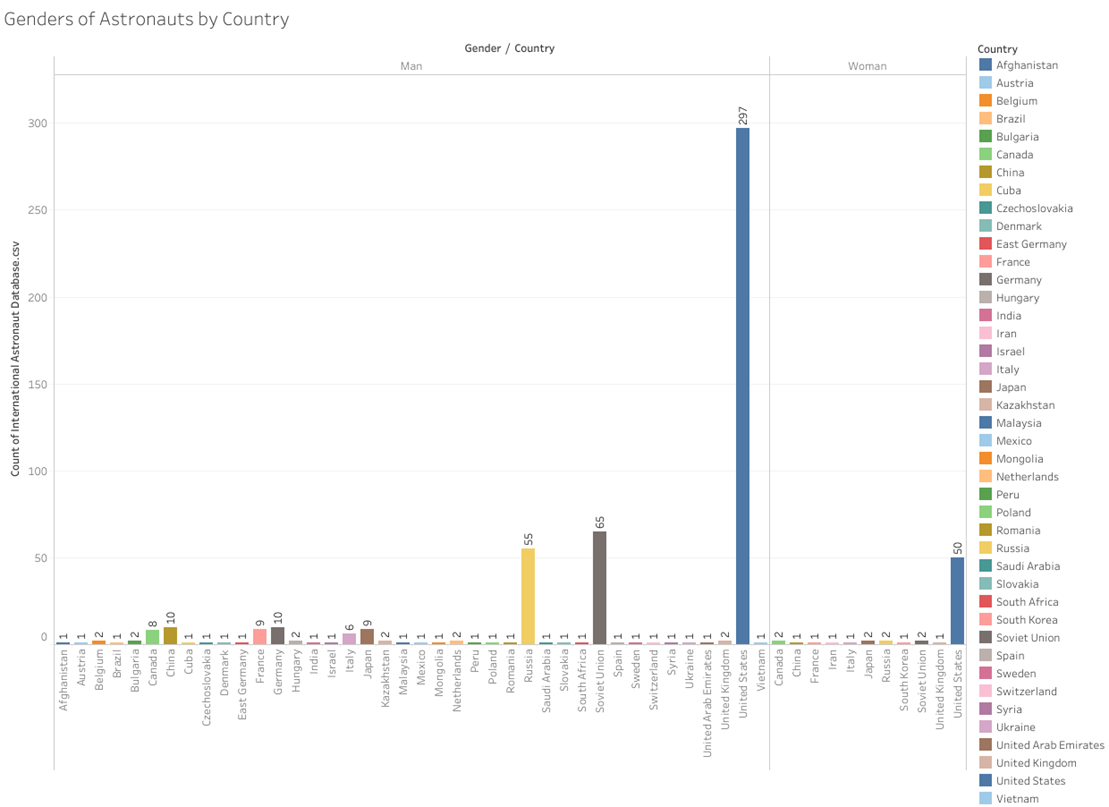 Genders of Astronauts by Country
Gender / Country
Man
Woman
Count of International Astronaut Database.csv
300
250
200
150
100
50
0
1 1 2 1 2 8 10 1 1 1 1 9 10 2 1 1 6 9 2 1 1 1 2 1 1 1 55 1 1 1 65 1 1 1 1 1 1 2 297 1
2 1 1 1 1 2 2 1 2 1 50
Afghanistan
Austria
Belgium
Brazil
Bulgaria
Canada
China
Cuba
Czechoslovakia
Denmark
East Germany
France
Germany
Hungary
India
Israel
Italy
Japan
Kazakhstan
Malaysia
Mexico
Mongolia
Netherlands
Peru
Poland
Romania
Russia
Saudi Arabia
Slovakia
South Africa
Soviet Union
Spain
Sweden
Switzerland
Syria
Ukraine
United Arab Emirates
United Kingdom
United States
Vietnam
Canada
China
France
Iran
Italy
Japan
Russia
South Korea
Soviet Union
United Kingdom
United States
Country
Afghanistan
Austria
Belgium
Brazil
Bulgaria
Canada
China
Cuba
Czechoslovakia
Denmark
East Germany
France
Germany
Hungary
India
Iran
Israel
Italy
Japan
Kazakhstan
Malaysia
Mexico
Mongolia
Netherlands
Peru
Poland
Romania
Russia
Saudi Arabia
Slovakia
South Africa
South Korea
Soviet Union
Spain
Sweden
Switzerland
Syria
Ukraine
United Arab Emirates
United Kingdom
United States
Vietnam